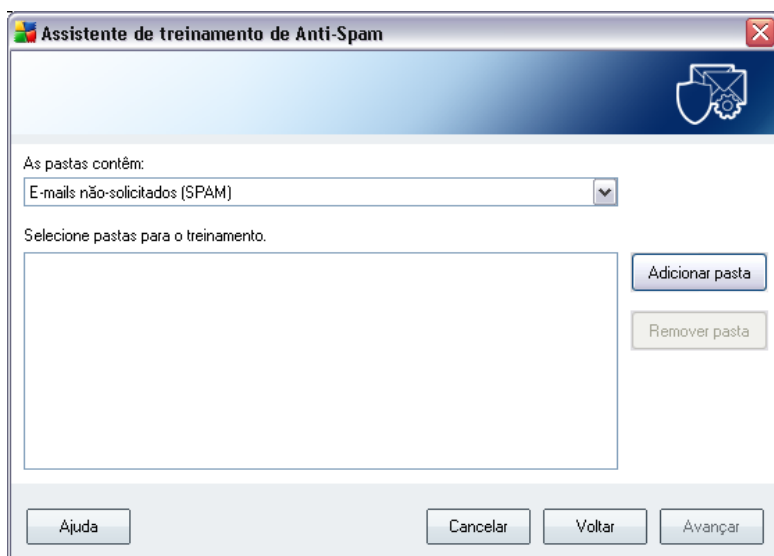 Assistente de treinamento de Anti-Spam
As pastas contêm:
E-mails não-solicitados (SPAM)
Selecione pastas para o treinamento.
Adicionar pasta
Remover pasta
Ajuda
Cancelar
Voltar
Avançar